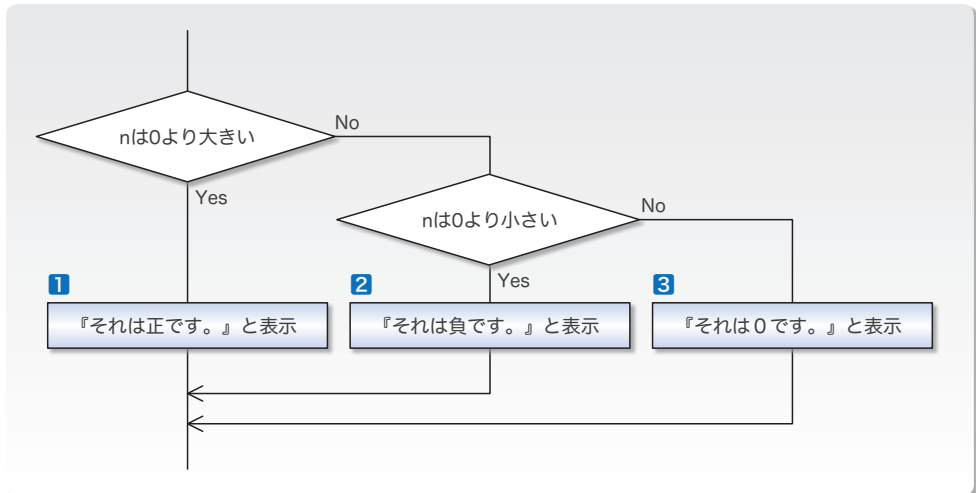 nは0より大きい
No
Yes
nは0より小さい
No
Yes
1
2
3
『それは正です。』と表示
『それは負です。』と表示
『それは０です。』と表示